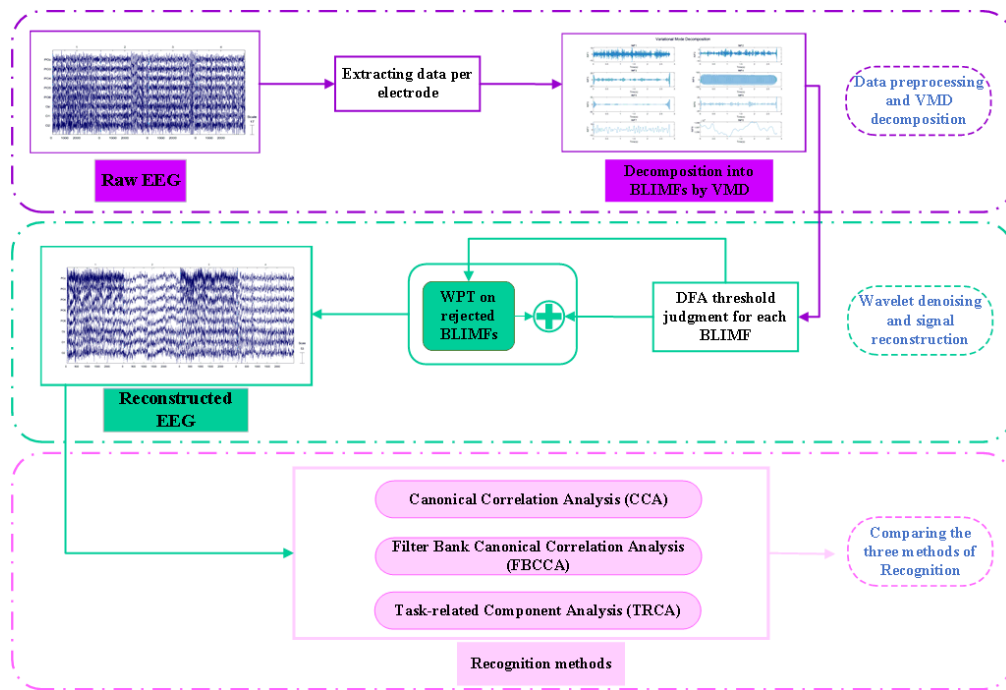 Extracting data per
electrode
Variational Mode Decomposition
Data preprocessing
and VMD
decomposition
Raw EEG
Decomposition into
BLIMFs by VMD
WPT on
rejected
BLIMFs
DFA threshold
judgment for each
BLIMF
Wavelet denoising
and signal
reconstruction
Reconstructed
EEG
Canonical Correlation Analysis (CCA)
Filter Bank Canonical Correlation Analysis
(FBCCA)
Task-related Component Analysis (TRCA)
Comparing the
three methods of
Recognition
Recognition methods